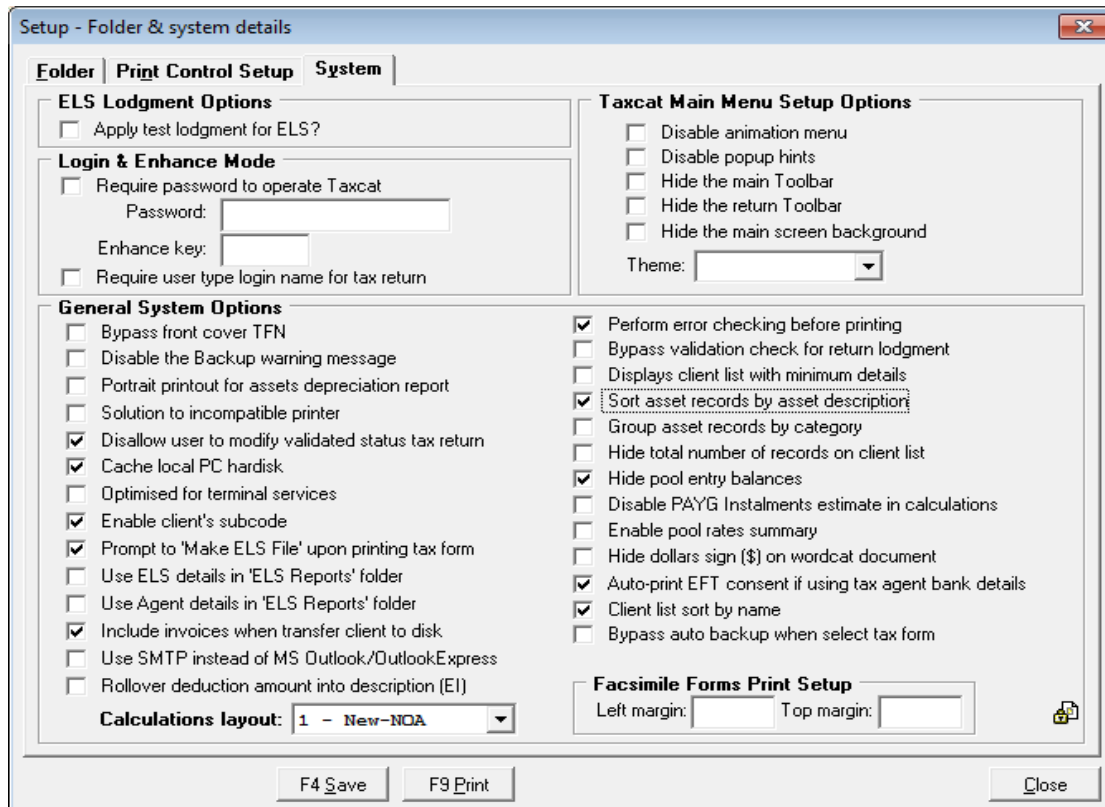 Setup - Folder & system details
Folder
Print Control Setup
System
ELS Lodgment Options
Apply test lodgment for ELS?
Login & Enhance Mode
Require password to operate Taxcat
Password:
Enhance key:
Require user type login name for tax return
Taxcat Main Menu Setup Options
Disable animation menu
Disable popup hints
Hide the main Toolbar
Hide the return Toolbar
Hide the main screen background
Theme:
General System Options
Bypass front cover TFN
Disable the Backup warning message
Portrait printout for assets depreciation report
Solution to incompatible printer
Disallow user to modify validated status tax return
Cache local PC hardisk
Optimised for terminal services
Enable client's subcode
Prompt to 'Make ELS File' upon printing tax form
Use ELS details in 'ELS Reports' folder
Use Agent details in 'ELS Reports' folder
Include invoices when transfer client to disk
Use SMTP instead of MS Outlook/OutlookExpress
Rollover deduction amount into description (EI)
Calculations layout: 1 - New-NOA
Perform error checking before printing
Bypass validation check for return lodgment
Displays client list with minimum details
Sort asset records by asset description
Group asset records by category
Hide total number of records on client list
Hide pool entry balances
Disable PAYG Instalments estimate in calculations
Enable pool rates summary
Hide dollars sign ($) on wordcat document
Auto-print EFT consent if using tax agent bank details
Client list sort by name
Bypass auto backup when select tax form
Facsimile Forms Print Setup
Left margin: Top margin:
F4 Save
F9 Print
Close